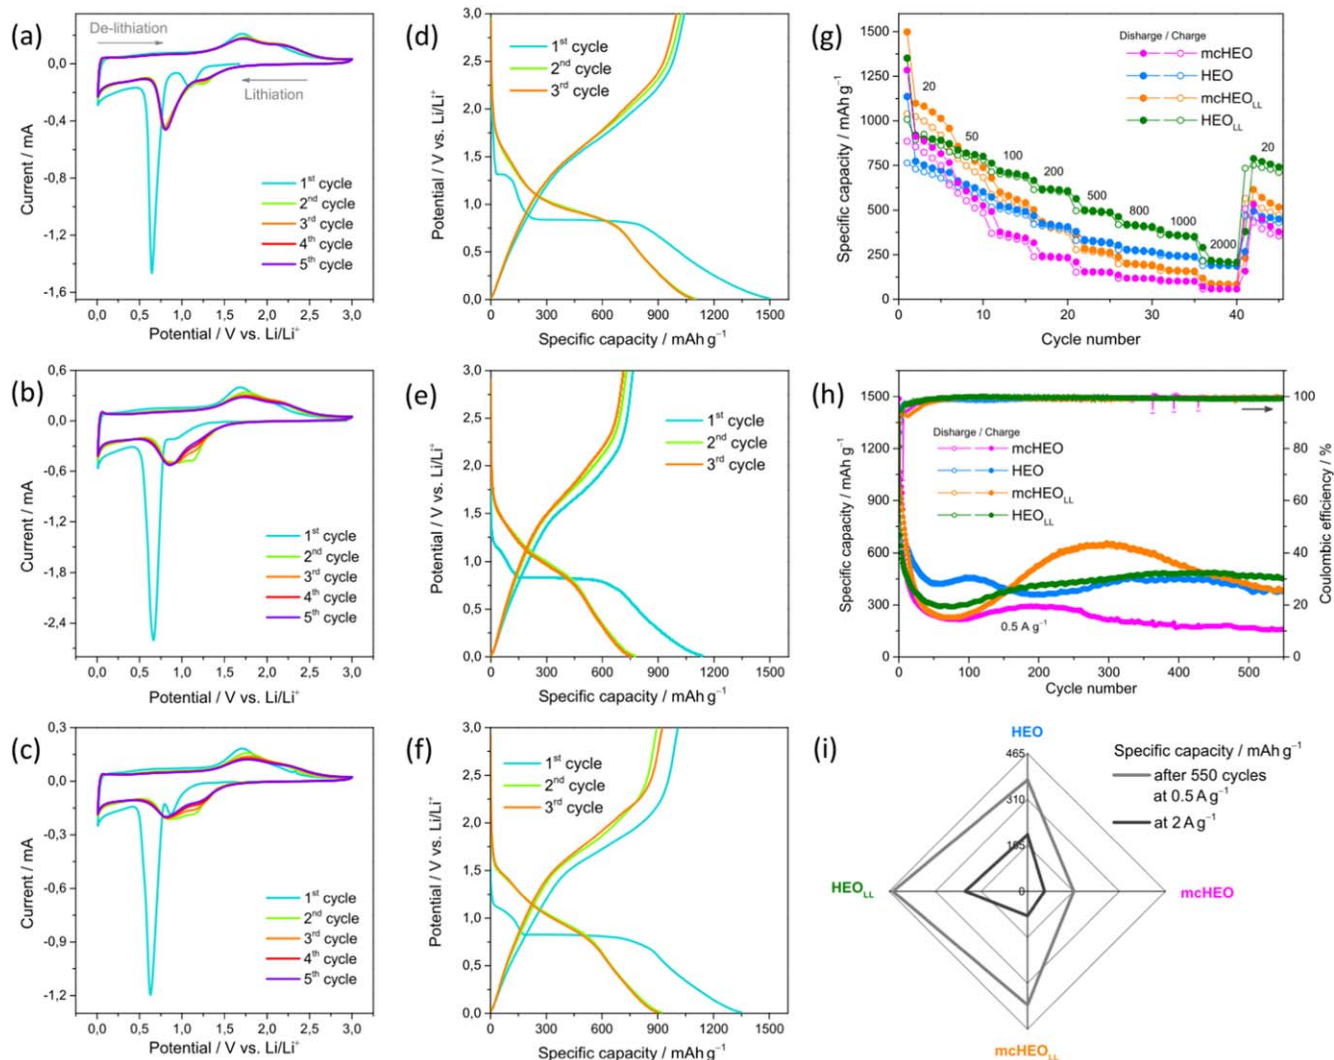 (a)
De-lithiation
Lithiation
0,0
-0,4
-0,8
-1,2
-1,6
Current / mA
1st cycle
2nd cycle
3rd cycle
4th cycle
5th cycle
0,0 0,5 1,0 1,5 2,0 2,5 3,0
Potential / V vs. Li/Li+
(d)
3,0
2,5
2,0
1,5
1,0
0,5
0,0
Potential / V vs. Li/Li+
1st cycle
2nd cycle
3rd cycle
0 300 600 900 1200 1500
Specific capacity / mAh g−1
(g)
1500
1250
1000
750
500
250
0
Specific capacity / mAh g−1
Disharge / Charge
mcHEO
HEO
mcHEOLL
HEOLL
20
50
100
200
500
800
1000
2000
20
0 10 20 30 40
Cycle number
(b)
0,6
0,0
-0,6
-1,2
-1,8
-2,4
Current / mA
1st cycle
2nd cycle
3rd cycle
4th cycle
5th cycle
0,0 0,5 1,0 1,5 2,0 2,5 3,0
Potential / V vs. Li/Li+
(e)
3,0
2,5
2,0
1,5
1,0
0,5
0,0
Potential / V vs. Li/Li+
1st cycle
2nd cycle
3rd cycle
0 300 600 900 1200 1500
Specific capacity / mAh g−1
(h)
1500
1200
900
600
300
0
Specific capacity / mAh g−1
Disharge / Charge
mcHEO
HEO
mcHEOLL
HEOLL
0.5 A g−1
100
80
60
40
20
0
Coulombic efficiency / %
0 100 200 300 400 500
Cycle number
(c)
0,3
0,0
-0,3
-0,6
-0,9
-1,2
Current / mA
1st cycle
2nd cycle
3rd cycle
4th cycle
5th cycle
0,0 0,5 1,0 1,5 2,0 2,5 3,0
Potential / V vs. Li/Li+
(f)
3,0
2,5
2,0
1,5
1,0
0,5
0,0
Potential / V vs. Li/Li+
1st cycle
2nd cycle
3rd cycle
0 300 600 900 1200 1500
Specific capacity / mAh g−1
(i)
HEO
465
310
155
0
HEOLL
mcHEO
mcHEOLL
Specific capacity / mAh g−1
after 550 cycles
at 0.5 A g−1
at 2 A g−1